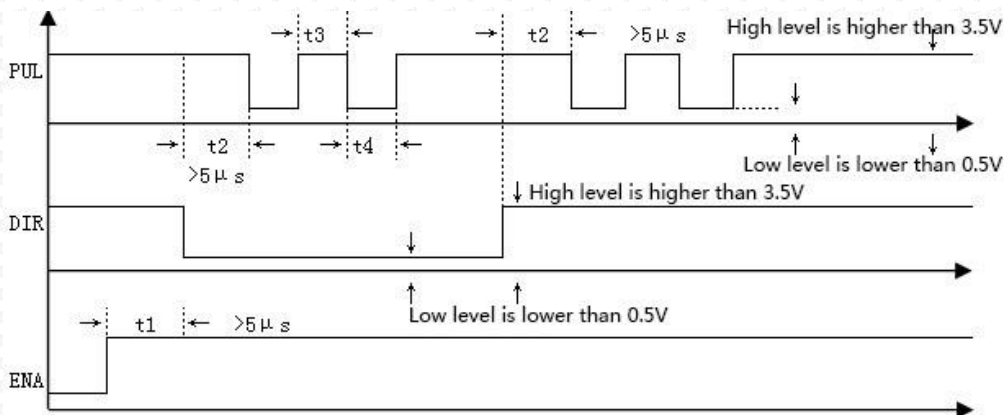 t3
t2
>5μs
High level is higher than 3.5V
PUL
t2
t4
>5μs
Low level is lower than 0.5V
High level is higher than 3.5V
DIR
Low level is lower than 0.5V
t1
>5μs
ENA